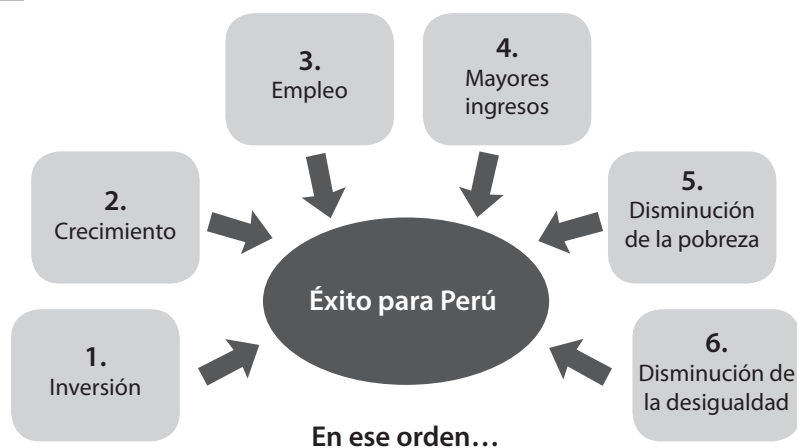 1.
Inversión
2.
Crecimiento
3.
Empleo
4.
Mayores
ingresos
5.
Disminución
de la pobreza
6.
Disminución de
la desigualdad
Éxito para Perú
En ese orden...